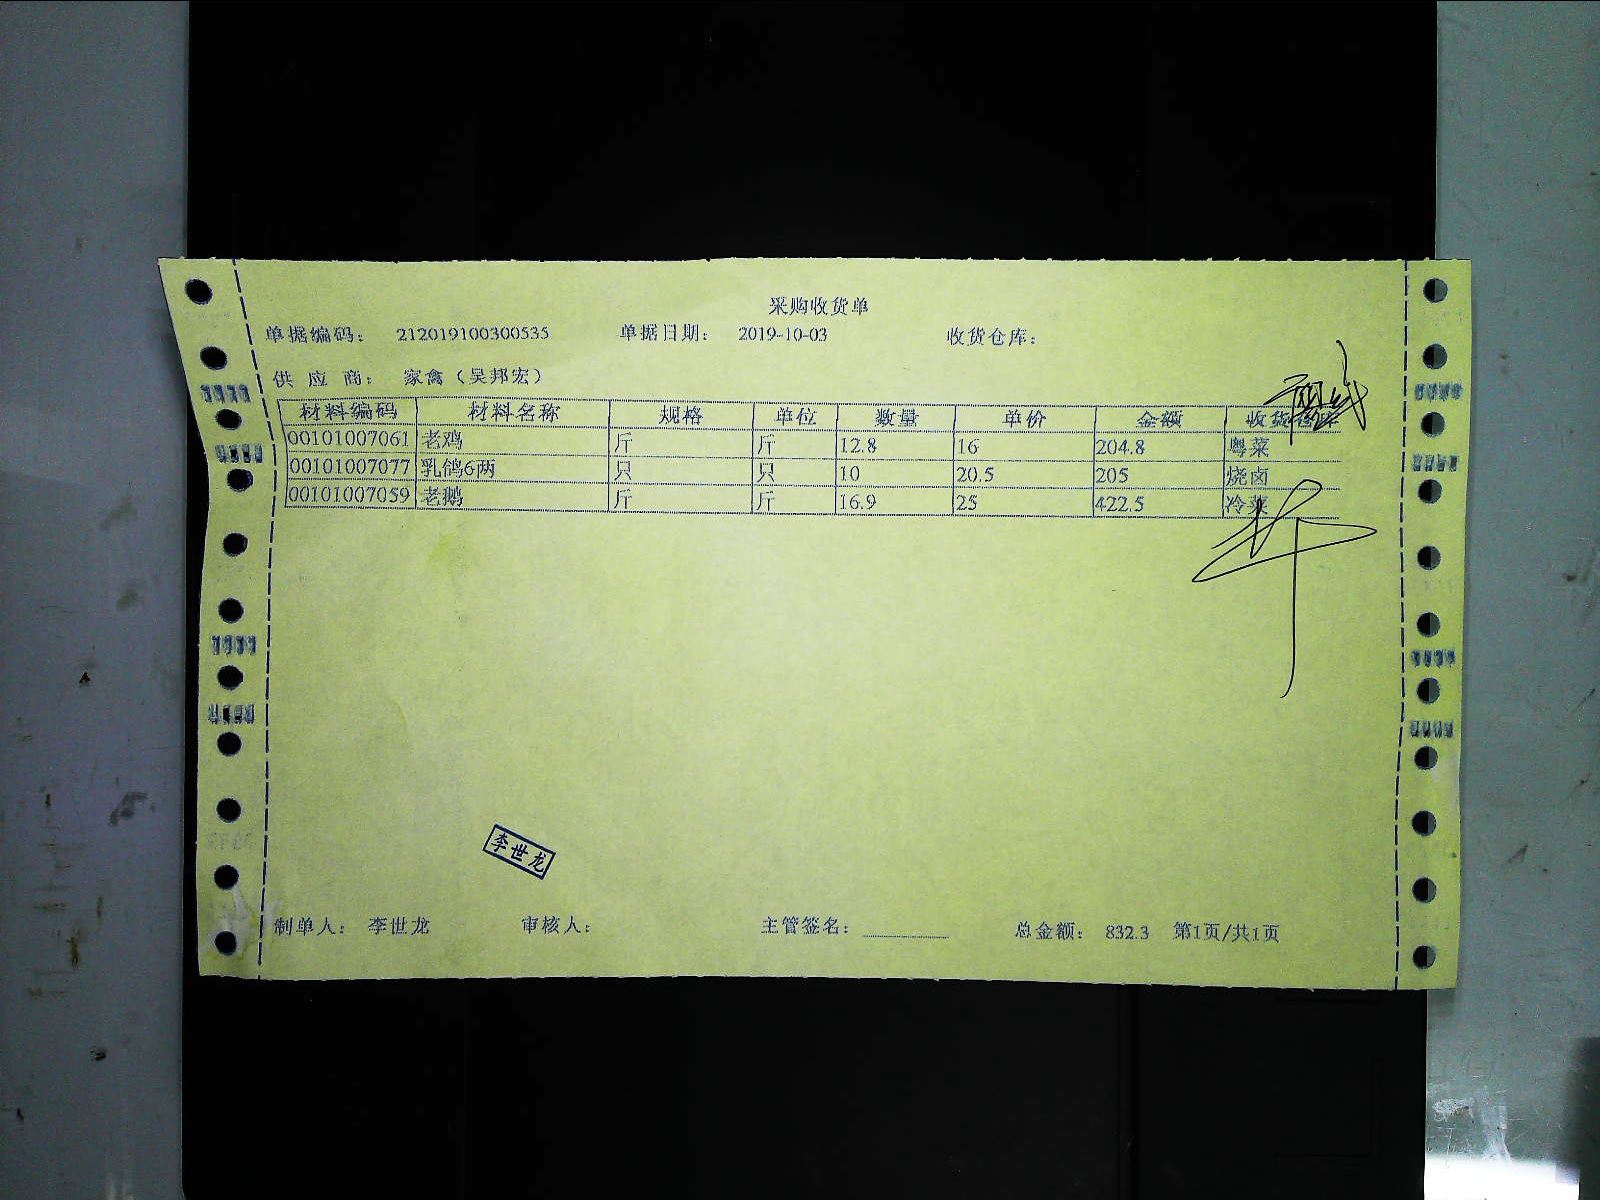 采购收货单
单据编码： 212019100300535 单据日期： 2019-10-03 收货仓库：
供 应 商： 家禽（吴邦宏）
材料编码 材料名称 规格 单位 数量 单价 金额 收货仓库
00101007061 老鸡 斤 斤 12.8 16 204.8 粤菜
00101007077 乳鸽6两 只 只 10 20.5 205 烧卤
00101007059 老鹅 斤 斤 16.9 25 422.5 冷菜
李世龙
制单人： 李世龙 审核人： 主管签名： 总金额： 832.3 第1页/共1页